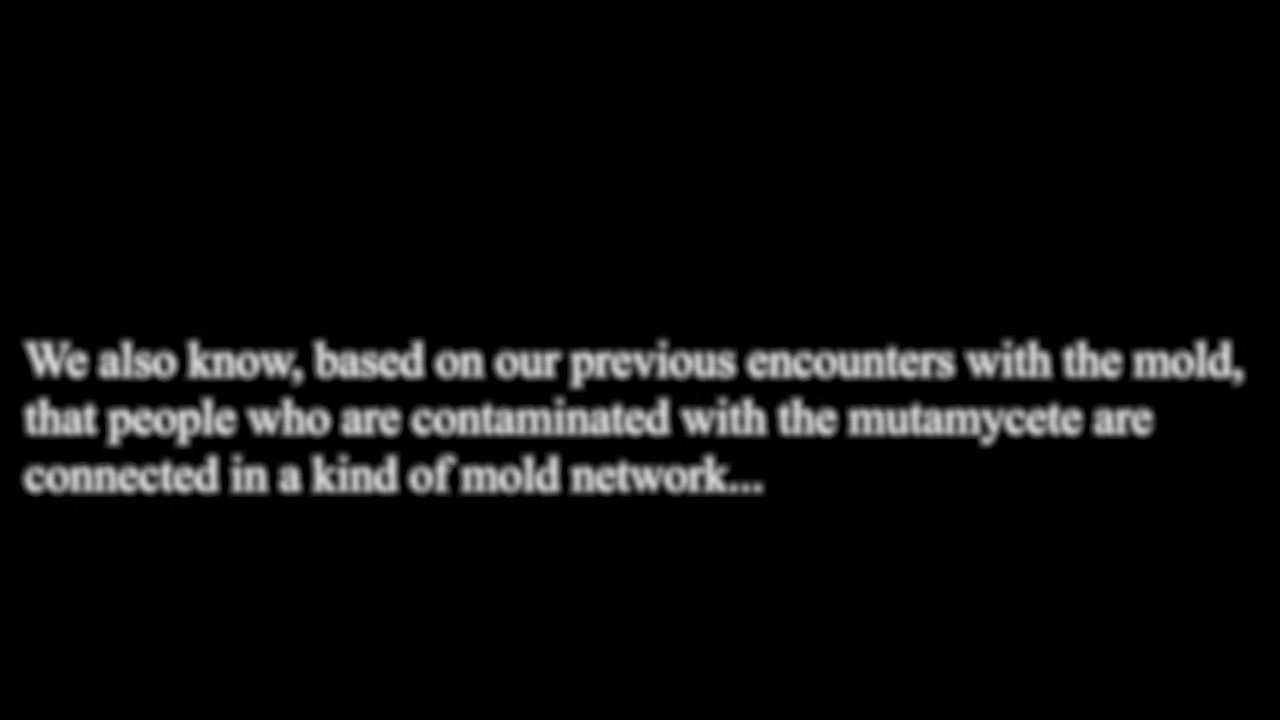 We also know, based on our previous encounters with the mold,
that people who are contaminated with the mutamycete are
connected in a kind of mold network...